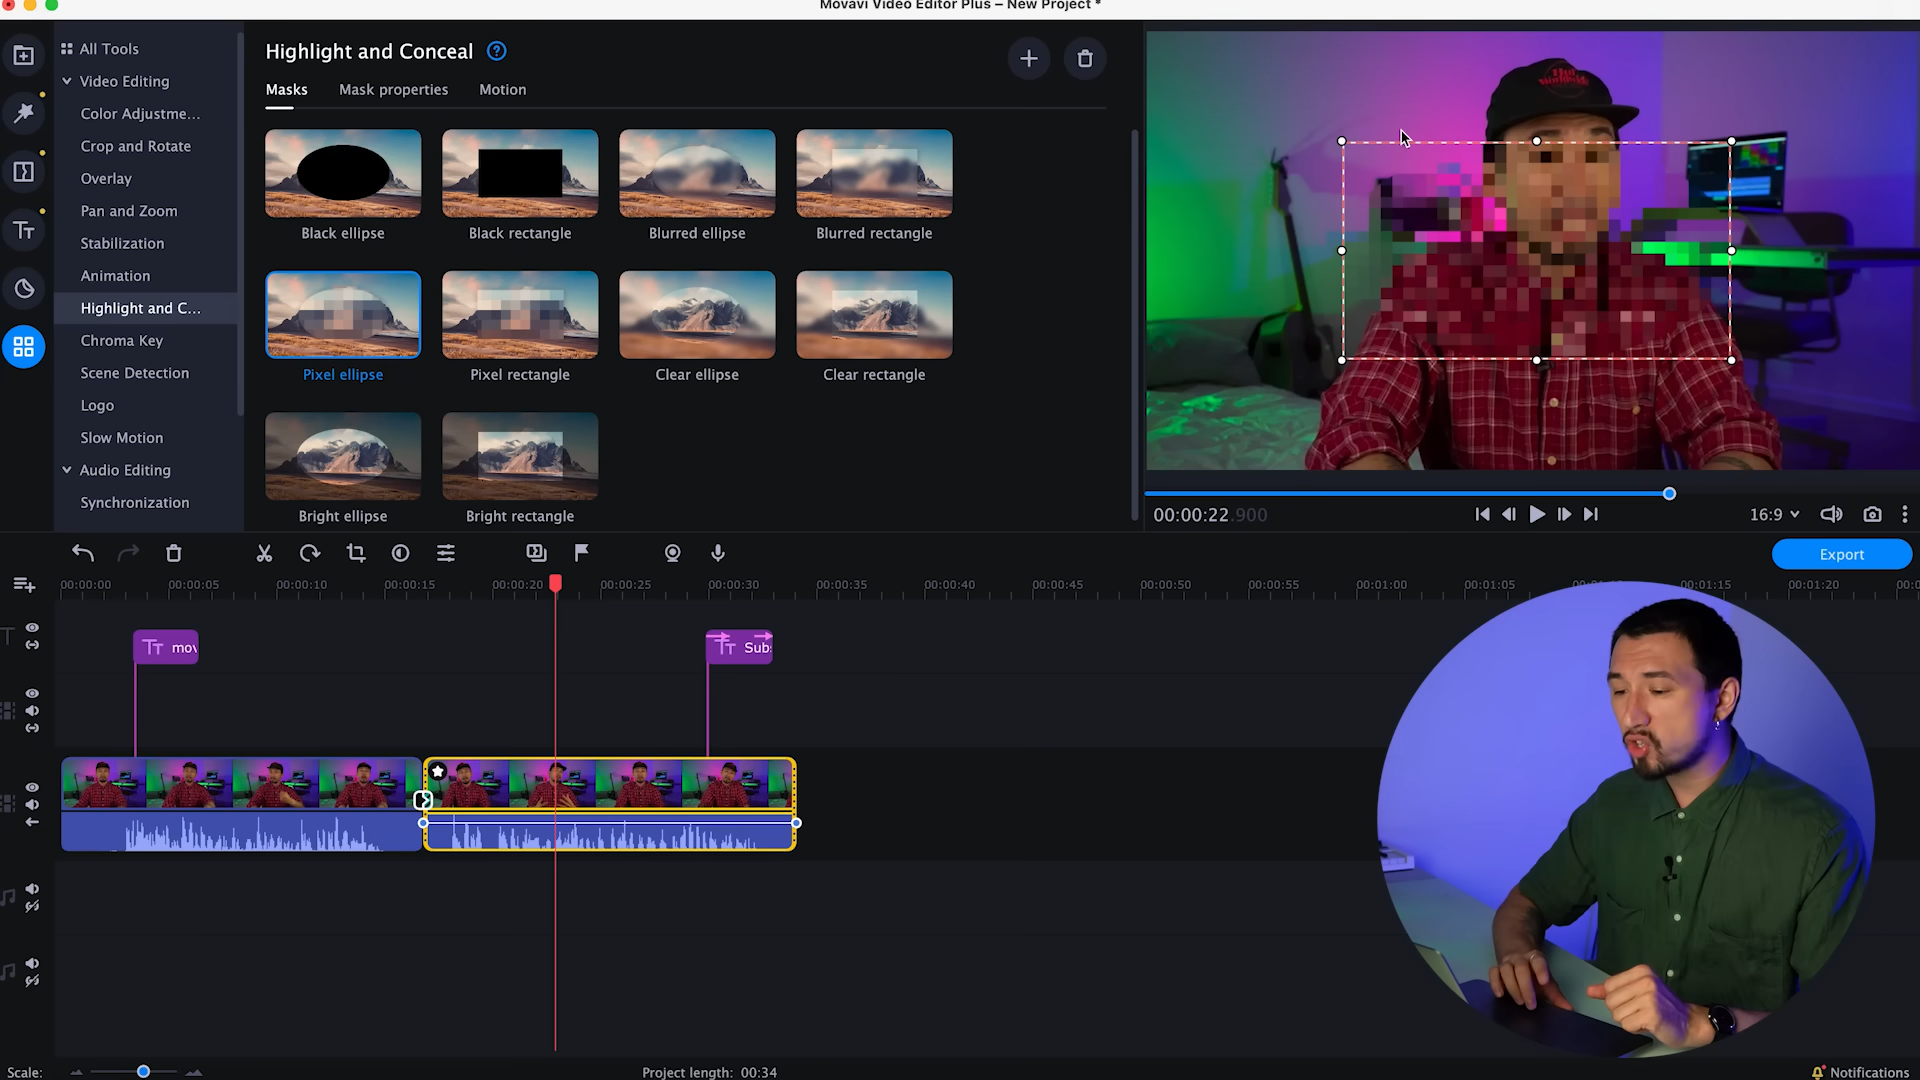 Movavi Video Editor Plus – New Project *
All Tools
Video Editing
Color Adjustme...
Crop and Rotate
Overlay
Pan and Zoom
Stabilization
Animation
Highlight and C...
Chroma Key
Scene Detection
Logo
Slow Motion
Audio Editing
Synchronization
Highlight and Conceal ?
Masks Mask properties Motion
Black ellipse Black rectangle Blurred ellipse Blurred rectangle
Pixel ellipse Pixel rectangle Clear ellipse Clear rectangle
Bright ellipse Bright rectangle
00:00:22.900
16:9
Export
00:00:00 00:00:05 00:00:10 00:00:15 00:00:20 00:00:25 00:00:30 00:00:35 00:00:40 00:00:45 00:00:50 00:00:55 00:01:00 00:01:05 00:01:15 00:01:20
mov
Sub
Scale:
Project length: 00:34
Notifications